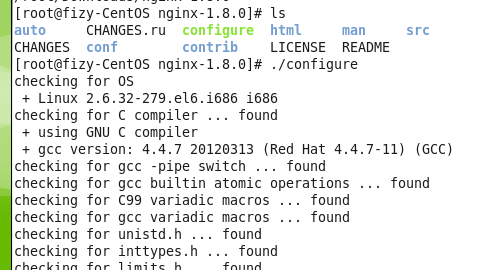 [root@fizy-CentOS nginx-1.8.0]# ls
auto CHANGES.ru configure html man src
CHANGES conf contrib LICENSE README
[root@fizy-CentOS nginx-1.8.0]# ./configure
checking for OS
+ Linux 2.6.32-279.el6.i686 i686
checking for C compiler ... found
+ using GNU C compiler
+ gcc version: 4.4.7 20120313 (Red Hat 4.4.7-11) (GCC)
checking for gcc -pipe switch ... found
checking for gcc builtin atomic operations ... found
checking for C99 variadic macros ... found
checking for gcc variadic macros ... found
checking for unistd.h ... found
checking for inttypes.h ... found
checking for limits.h ... found